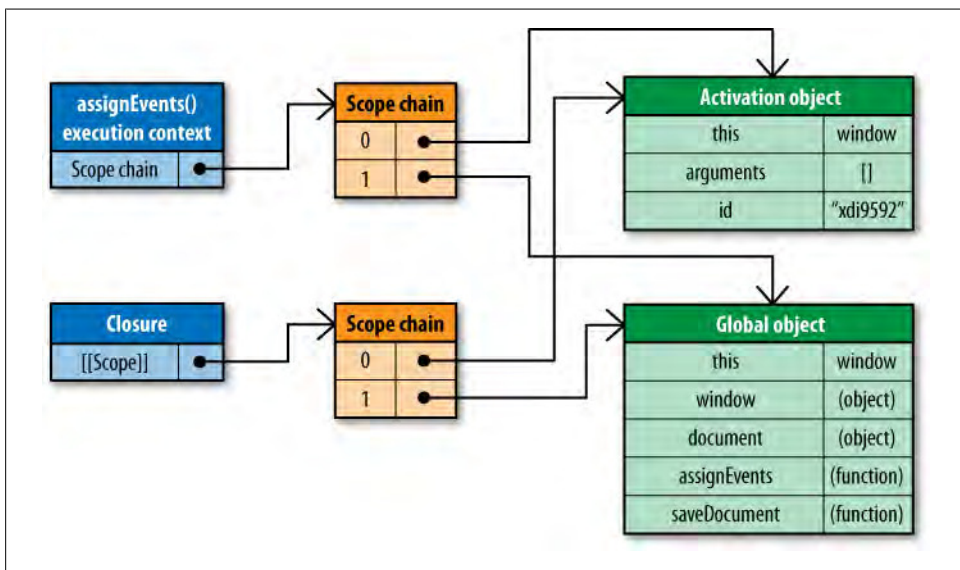 assignEvents()
execution context
Scope chain
Scope chain
0
1
Activation object
this window
arguments []
id "xdi9592"
Closure
[[Scope]]
Scope chain
0
1
Global object
this window
window (object)
document (object)
assignEvents (function)
saveDocument (function)